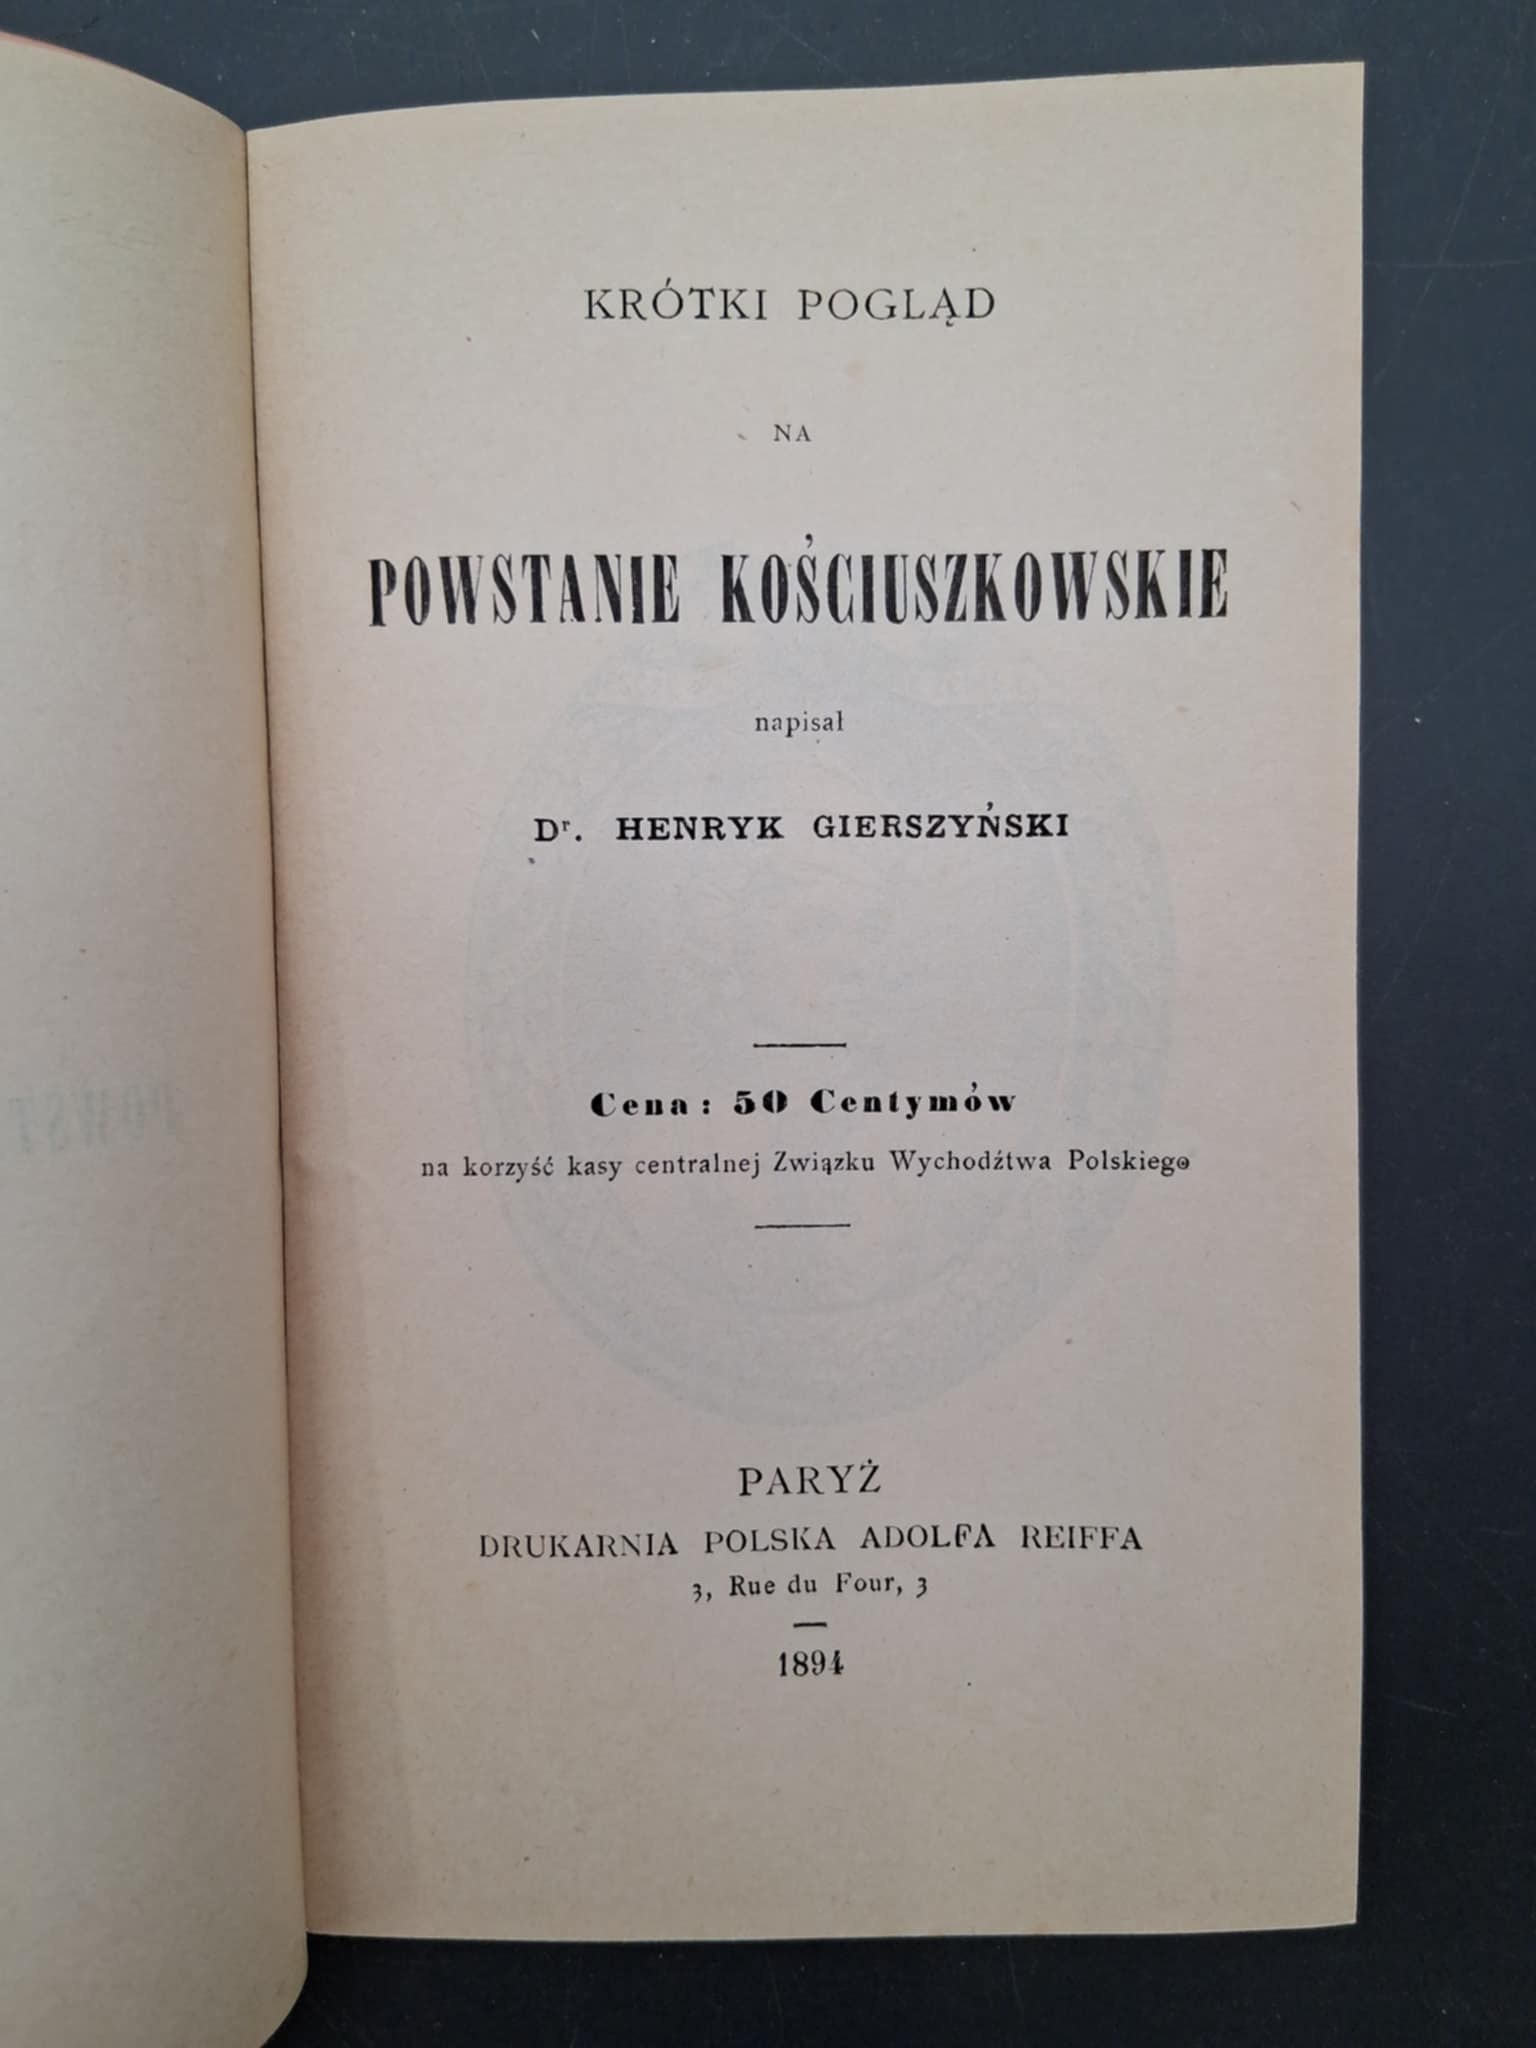 KRÓTKI POGLĄD
NA
POWSTANIE KOŚCIUSZKOWSKIE
napisał
Dr. HENRYK GIERSZYŃSKI
Cena : 50 Centymów
na korzyść kasy centralnej Związku Wychodźtwa Polskiego
PARYŻ
DRUKARNIA POLSKA ADOLFA REIFFA
3, Rue du Four, 3
1894